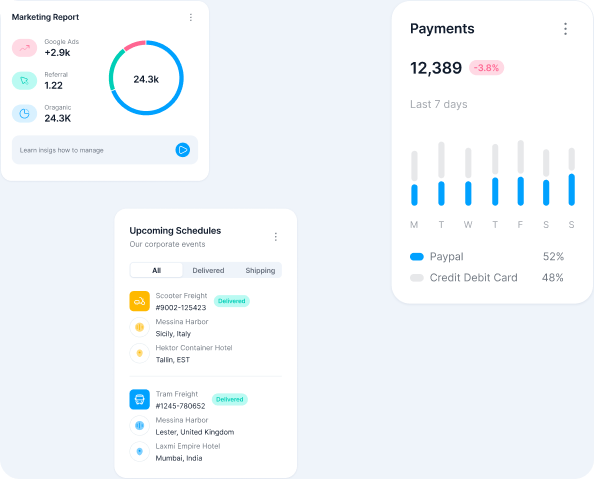 Marketing Report
Google Ads
+2.9k
Referral
1.22
Oraganic
24.3K
24.3k
Learn insigs how to manage
Payments
12,389
-3.8%
Last 7 days
M T W T F S S
Paypal 52%
Credit Debit Card 48%
Upcoming Schedules
Our corporate events
All Delivered Shipping
Scooter Freight
#9002-125423
Delivered
Messina Harbor
Sicily, Italy
Hektor Container Hotel
Tallin, EST
Tram Freight
#1245-780652
Delivered
Messina Harbor
Lester, United Kingdom
Laxmi Empire Hotel
Mumbai, India